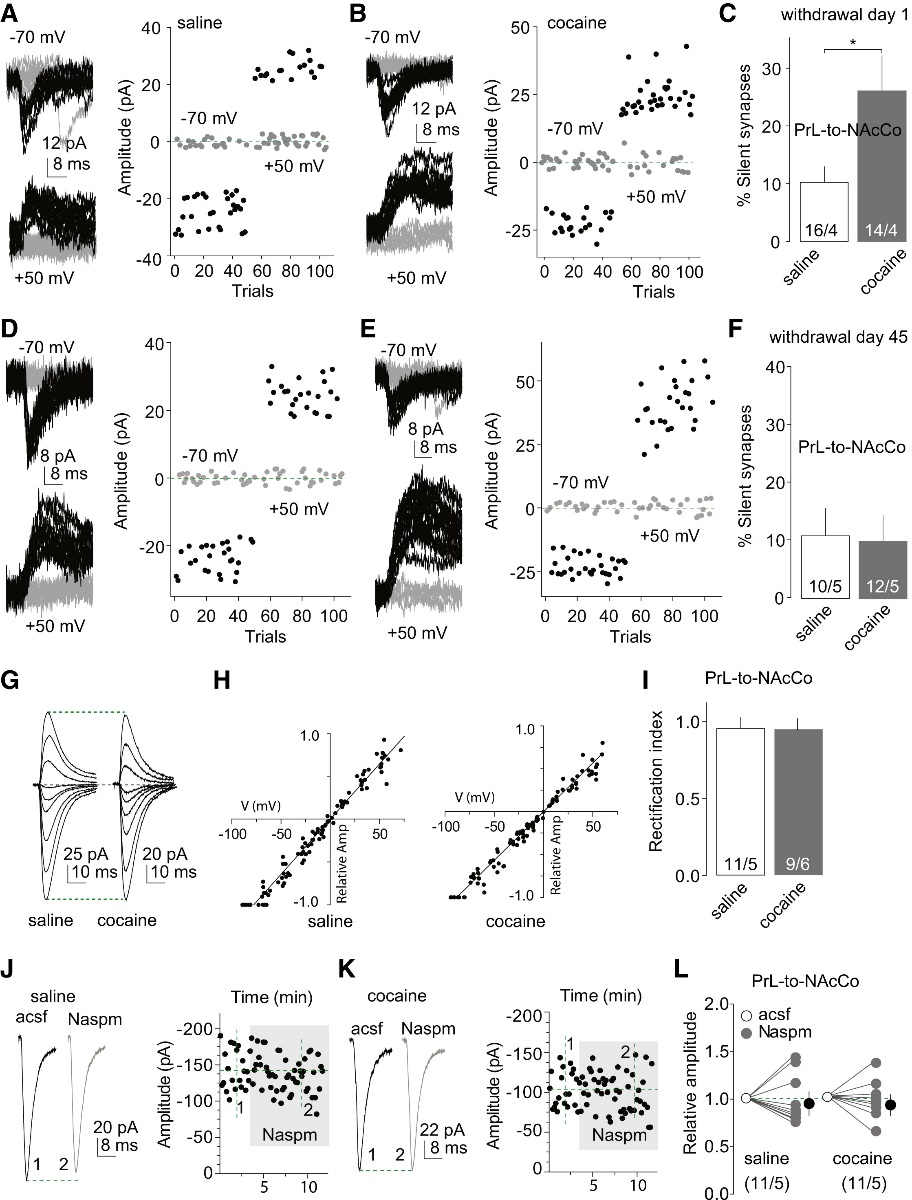 A
-70 mV
12 pA
8 ms
+50 mV
saline
Amplitude (pA)
40
20
0
-20
-40
-70 mV
+50 mV
0 20 40 60 80 100
Trials
B
-70 mV
12 pA
8 ms
+50 mV
cocaine
Amplitude (pA)
50
25
0
-25
-70 mV
+50 mV
0 20 40 60 80 100
Trials
C
withdrawal day 1
% Silent synapses
30
20
10
0
*
PrL-to-NAcCo
16/4
14/4
saline
cocaine
D
-70 mV
8 pA
8 ms
+50 mV
Amplitude (pA)
40
20
0
-20
-70 mV
+50 mV
0 20 40 60 80 100
Trials
E
-70 mV
8 pA
8 ms
+50 mV
Amplitude (pA)
50
25
0
-25
-70 mV
+50 mV
0 20 40 60 80 100
Trials
F
withdrawal day 45
% Silent synapses
40
30
20
10
0
PrL-to-NAcCo
10/5
12/5
saline
cocaine
G
25 pA
10 ms
20 pA
10 ms
saline
cocaine
H
1.0
V (mV)
-100
-50
50
Relative Amp
-1.0
saline
1.0
V (mV)
-100
-50
50
Relative Amp
-1.0
cocaine
I
PrL-to-NAcCo
Rectification index
1.0
0.5
0.0
11/5
9/6
saline
cocaine
J
saline
acsf
Naspm
1
2
20 pA
8 ms
Time (min)
Amplitude (pA)
-200
-150
-100
-50
0
1
2
Naspm
5 10
K
cocaine
acsf
Naspm
1
2
22 pA
8 ms
Time (min)
Amplitude (pA)
-200
-150
-100
-50
0
1
2
Naspm
5 10
L
PrL-to-NAcCo
Relative amplitude
2.0
1.5
1.0
0.5
0.0
acsf
Naspm
saline
(11/5)
cocaine
(11/5)